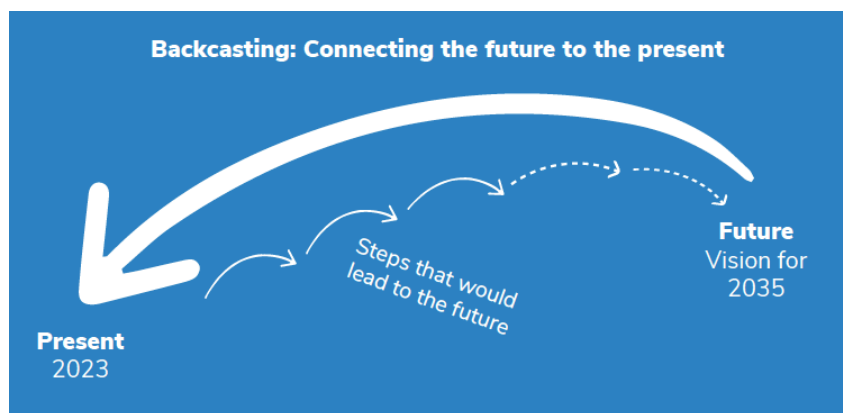 Backcasting: Connecting the future to the present
Steps that would
lead to the future
Future
Vision for
2035
Present
2023